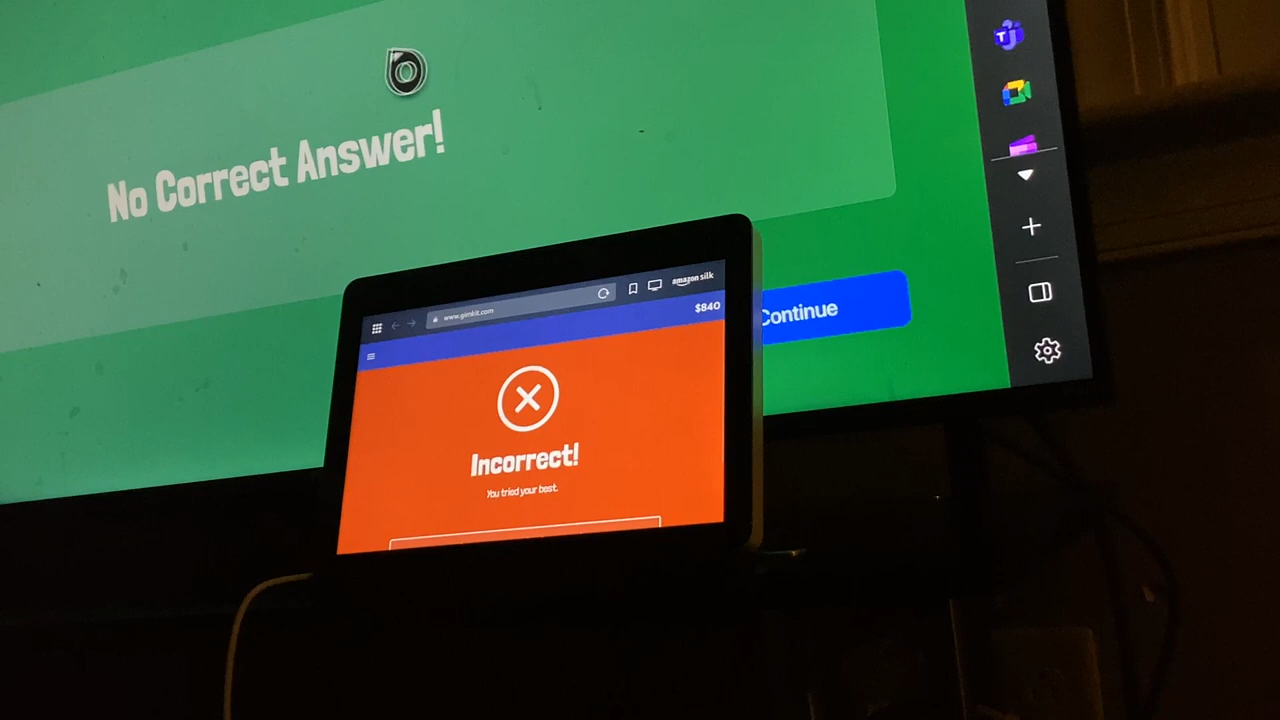 No Correct Answer!
T
Continue
www.gimkit.com
amazon silk
$840
Incorrect!
You tried your best.